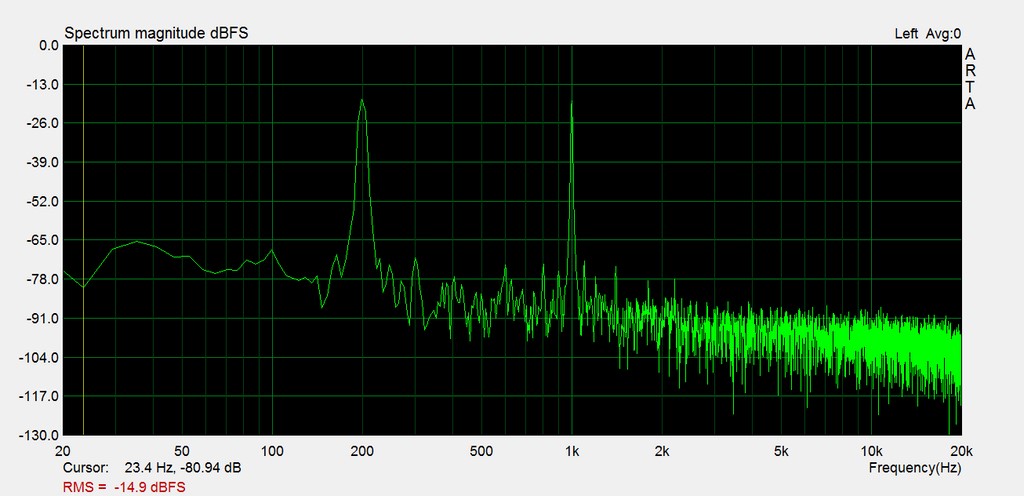 Spectrum magnitude dBFS
Left Avg:0
0.0
-13.0
-26.0
-39.0
-52.0
-65.0
-78.0
-91.0
-104.0
-117.0
-130.0
ARTA
20 50 100 200 500 1k 2k 5k 10k 20k
Cursor: 23.4 Hz, -80.94 dB
Frequency(Hz)
RMS = -14.9 dBFS